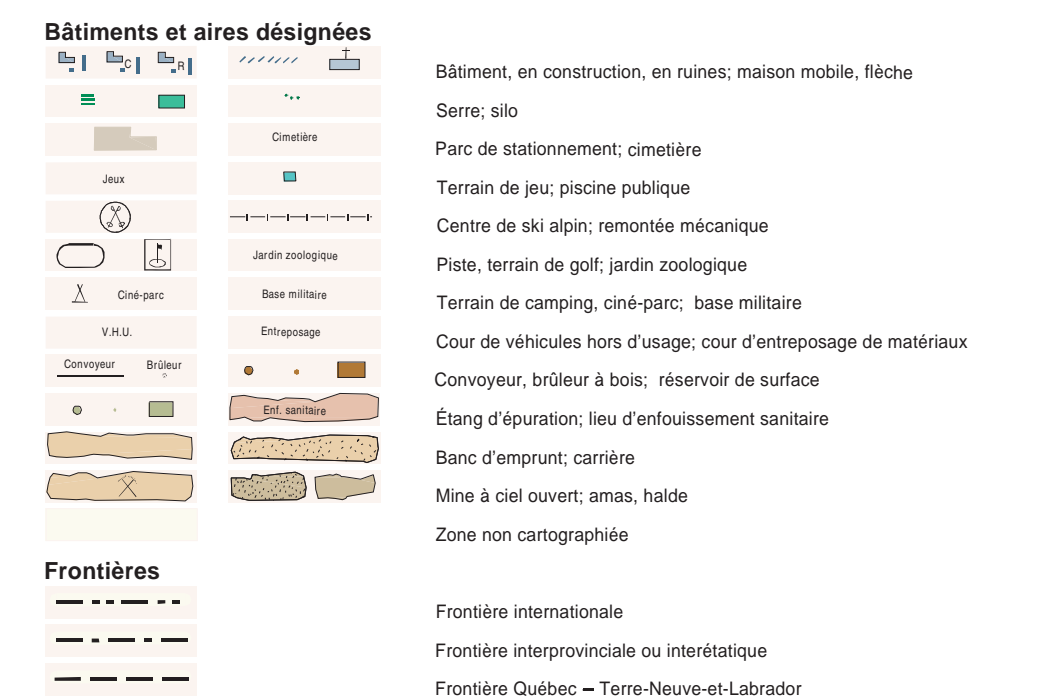 Bâtiments et aires désignées
C R Bâtiment, en construction, en ruines; maison mobile, flèche
Serre; silo
Cimetière Parc de stationnement; cimetière
Jeux Terrain de jeu; piscine publique
Centre de ski alpin; remontée mécanique
Jardin zoologique Piste, terrain de golf; jardin zoologique
Ciné-parc Base militaire Terrain de camping, ciné-parc; base militaire
V.H.U. Entreposage Cour de véhicules hors d'usage; cour d'entreposage de matériaux
Convoyeur Brûleur Convoyeur, brûleur à bois; réservoir de surface
Enf. sanitaire Étang d'épuration; lieu d'enfouissement sanitaire
Banc d'emprunt; carrière
Mine à ciel ouvert; amas, halde
Zone non cartographiée
Frontières
Frontière internationale
Frontière interprovinciale ou interétatique
Frontière Québec – Terre-Neuve-et-Labrador